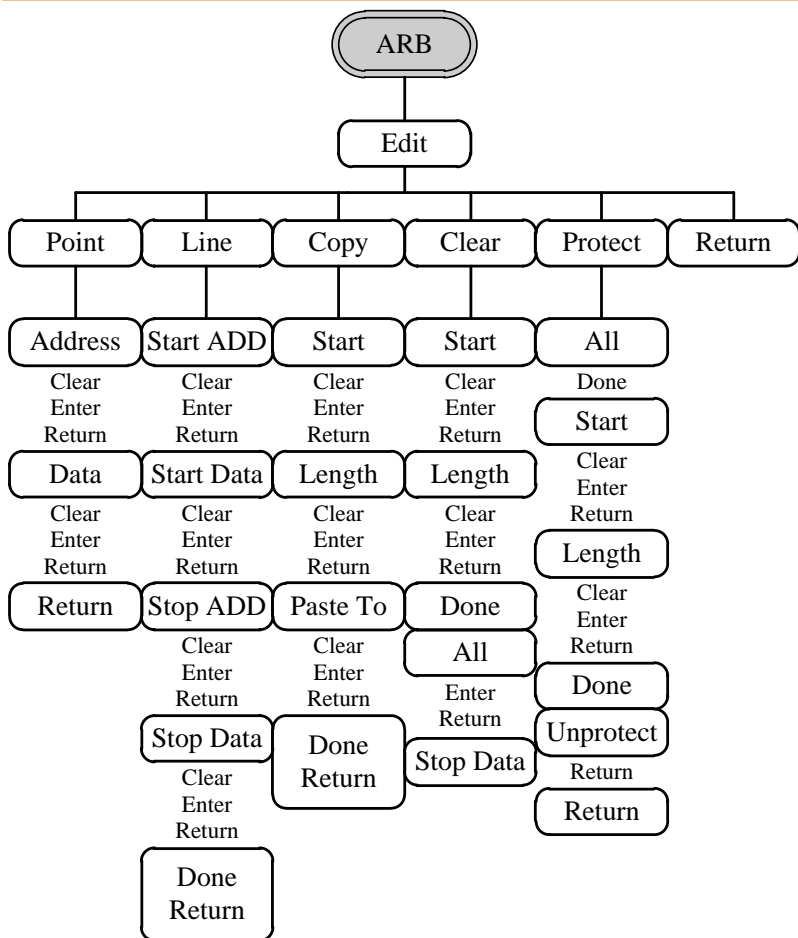 ARB
Edit
Point
Line
Copy
Clear
Protect
Return
Address
Clear
Enter
Return
Data
Clear
Enter
Return
Return
Start ADD
Clear
Enter
Return
Start Data
Clear
Enter
Return
Stop ADD
Clear
Enter
Return
Stop Data
Clear
Enter
Return
Done
Return
Start
Clear
Enter
Return
Length
Clear
Enter
Return
Paste To
Clear
Enter
Return
Done
Return
Start
Clear
Enter
Return
Length
Clear
Enter
Return
Done
All
Enter
Return
Stop Data
All
Done
Start
Clear
Enter
Return
Length
Clear
Enter
Return
Done
Unprotect
Return
Return